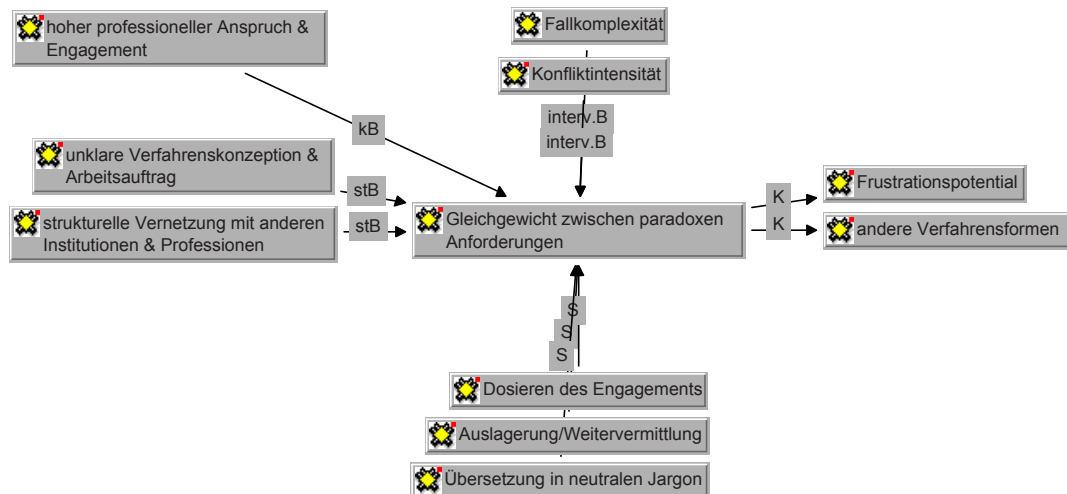 hoher professioneller Anspruch &
Engagement
Fallkomplexität
Konfliktintensität
interv.B
interv.B
kB
unklare Verfahrenskonzeption &
Arbeitsauftrag
stB
strukturelle Vernetzung mit anderen
Institutionen & Professionen
stB
Gleichgewicht zwischen paradoxen
Anforderungen
K
K
Frustrationspotential
andere Verfahrensformen
S
S
S
Dosieren des Engagements
Auslagerung/Weitervermittlung
Übersetzung in neutralen Jargon